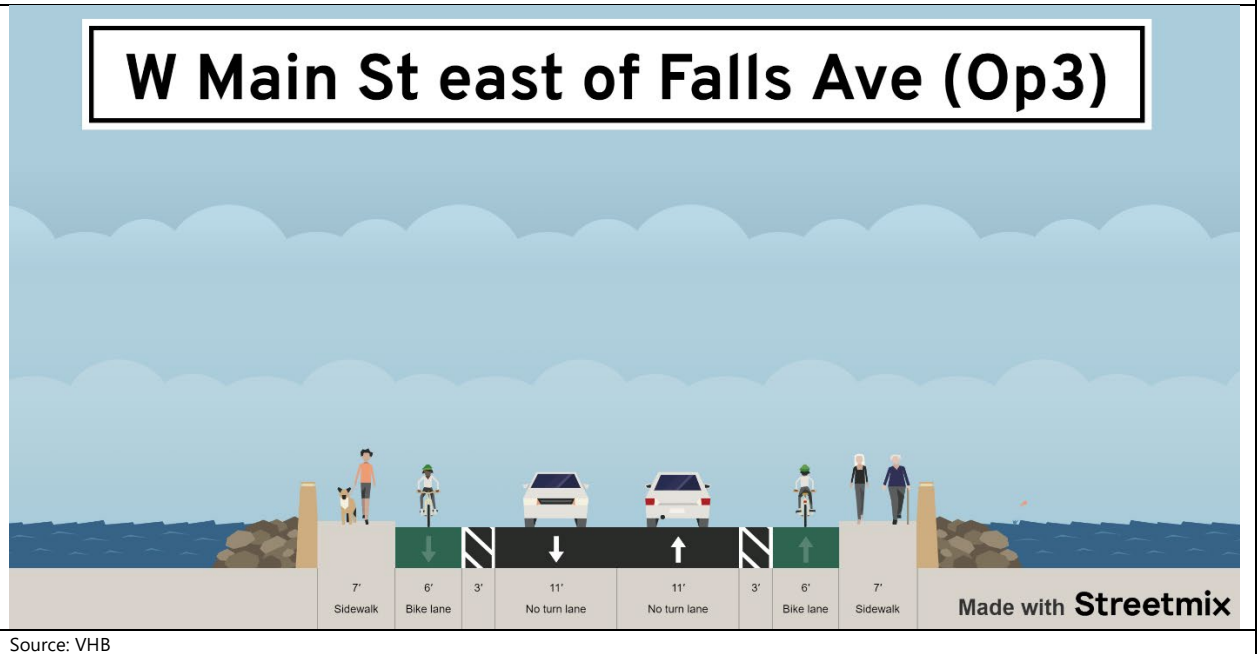 W Main St east of Falls Ave (Op3)
7' 6' 3' 11' 11' 3' 6' 7'
Sidewalk Bike lane No turn lane No turn lane Bike lane Sidewalk
Made with Streetmix
Source: VHB